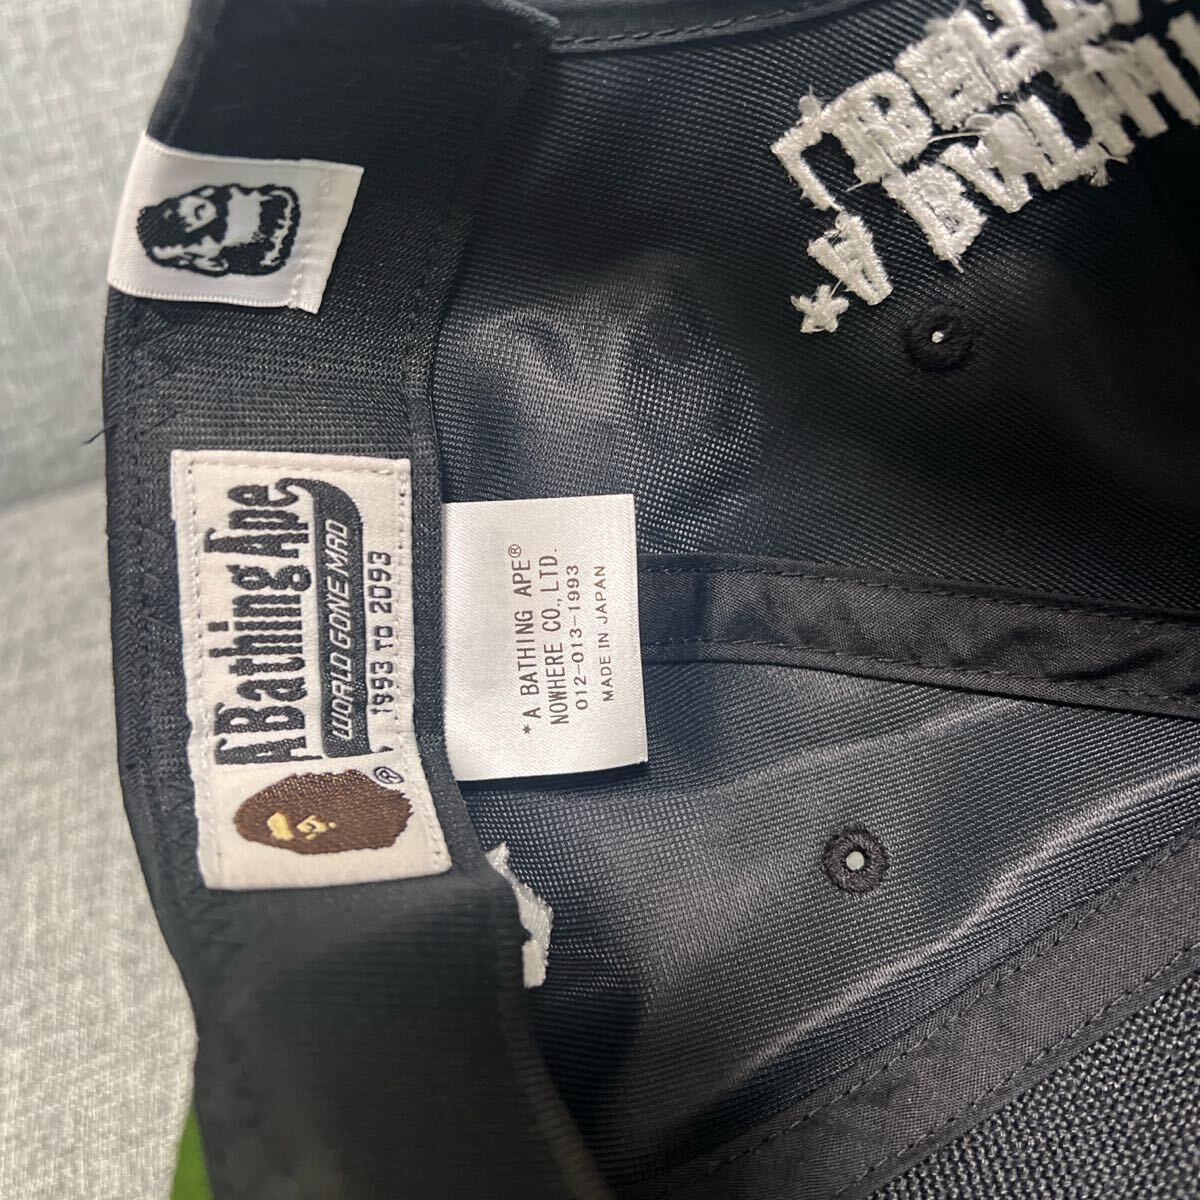 A Bathing Ape
WORLD GONE MAD
1993 TO 2093
®
*A BATHING APE®
NOWHERE CO., LTD.
012-013-1993
MADE IN JAPAN